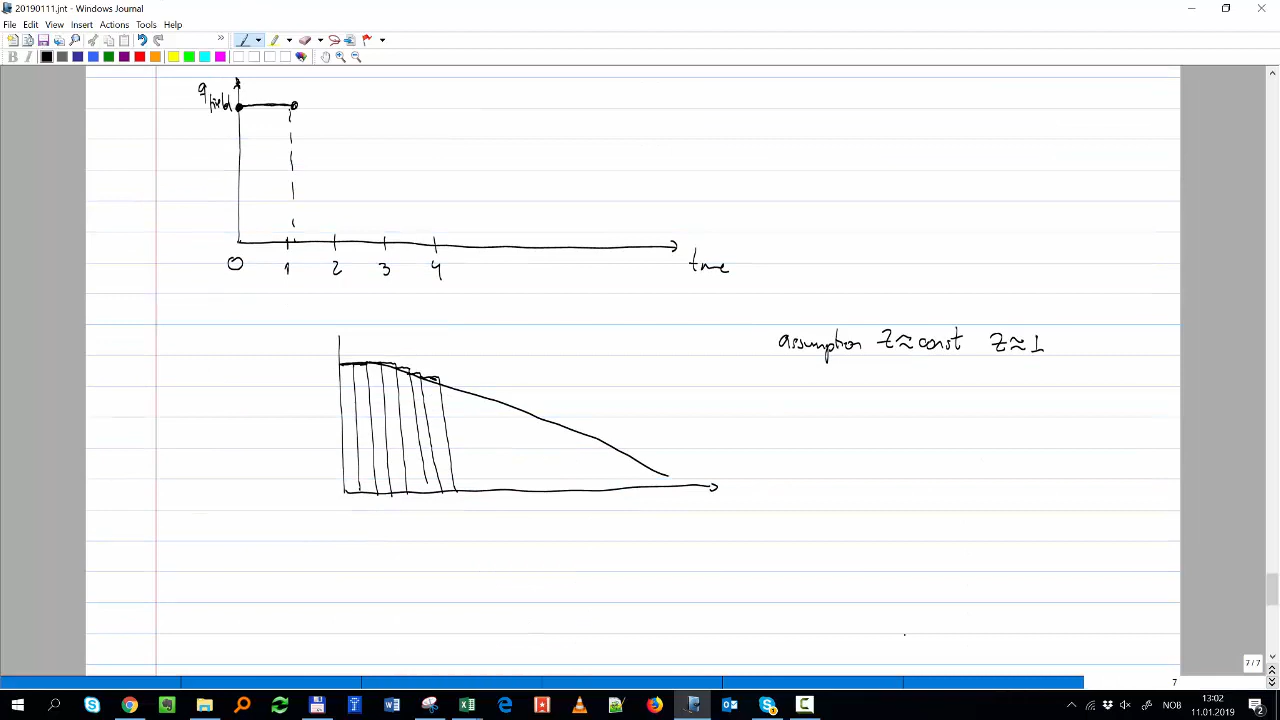 20190111.jnt - Windows Journal
File Edit View Insert Actions Tools Help
B I
q field
0 1 2 3 4
time
assumption Z≈const Z≈1
7/7
7
NOB
13:02
11.01.2019
2